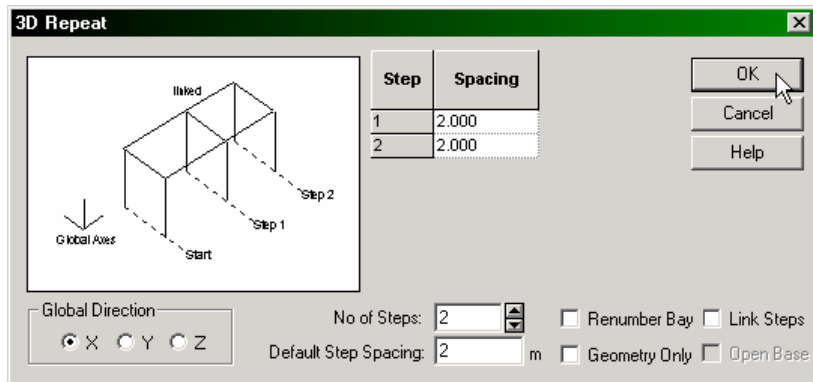 3D Repeat
linked
Step 2
Step 1
Start
Global Axes
Step Spacing
1 2.000
2 2.000
OK
Cancel
Help
Global Direction
X Y Z
No of Steps: 2
Default Step Spacing: 2 m
Renumber Bay Link Steps
Geometry Only Open Base